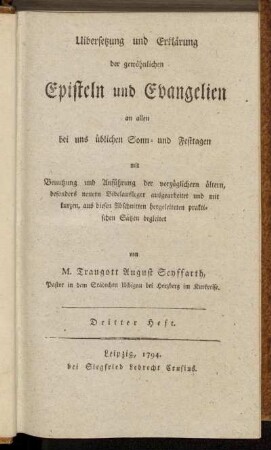 Uibersetzung und Erklärung
der gewöhnlichen
Episteln und Evangelien
an allen
bei uns üblichen Sonn- und Festtagen
mit
Benutzung und Anführung der vorzüglichern ältern,
besonders neuern Bibelausleger ausgearbeitet und mit
kurzen, aus diesen Abschnitten hergeleiteten prakti-
schen Sätzen begleitet
von
M. Traugott August Seyffarth,
Pastor in dem Städtchen Uebigau bei Herzberg im Kurkreise.
Dritter Heft.
Leipzig, 1794.
bei Siegfried Lebrecht Crusius.